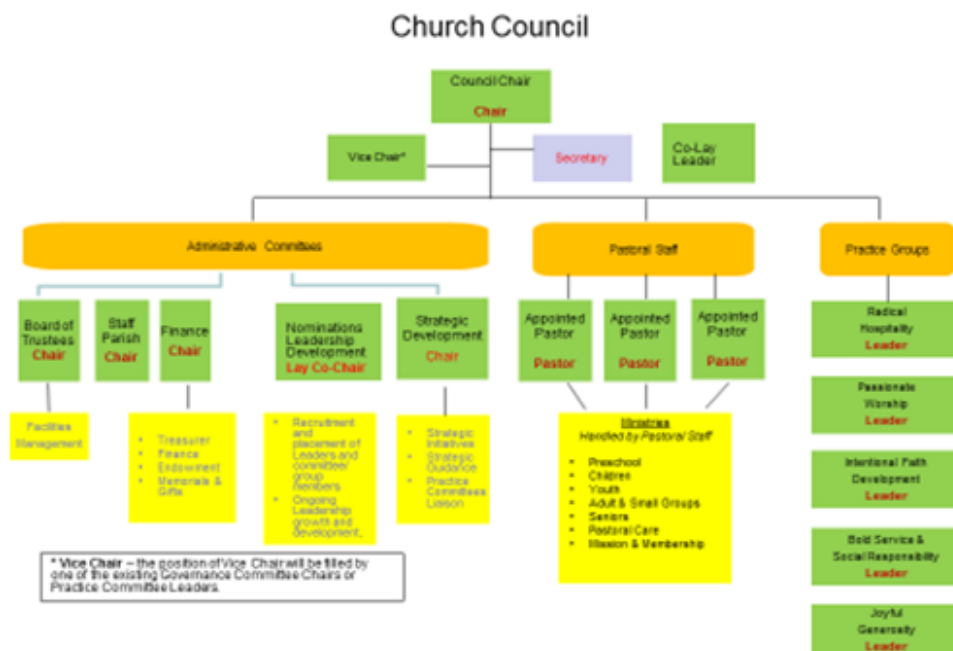 Church Council
Council Chair
Chair
Vice Chair*
Secretary
Co-Lay
Leader
Administrative Committees
Pastoral Staff
Practice Groups
Board of
Trustees
Chair
Staff
Parish
Chair
Finance
Chair
Nominations
Leadership
Development
Lay Co-Chair
Strategic
Development
Chair
Appointed
Pastor
Pastor
Appointed
Pastor
Pastor
Appointed
Pastor
Pastor
Radical
Hospitality
Leader
Passionate
Worship
Leader
Intentional Faith
Development
Leader
Bold Service &
Social Responsibility
Leader
Joyful
Generosity
Leader
Facilities
Management
• Treasurer
• Finance
• Endowment
• Memorials &
Gifts
• Recruitment
and
placement of
Leaders and
committee/
group
members
• Ongoing
Leadership
growth and
development.
• Strategic
Initiatives
• Strategic
Guidance
• Practice
Committees
Liaison
Ministries
Handled by Pastoral Staff
• Preschool
• Children
• Youth
• Adult & Small Groups
• Seniors
• Pastoral Care
• Mission & Membership
* Vice Chair – the position of Vice Chair will be filled by
one of the existing Governance Committee Chairs or
Practice Committee Leaders.